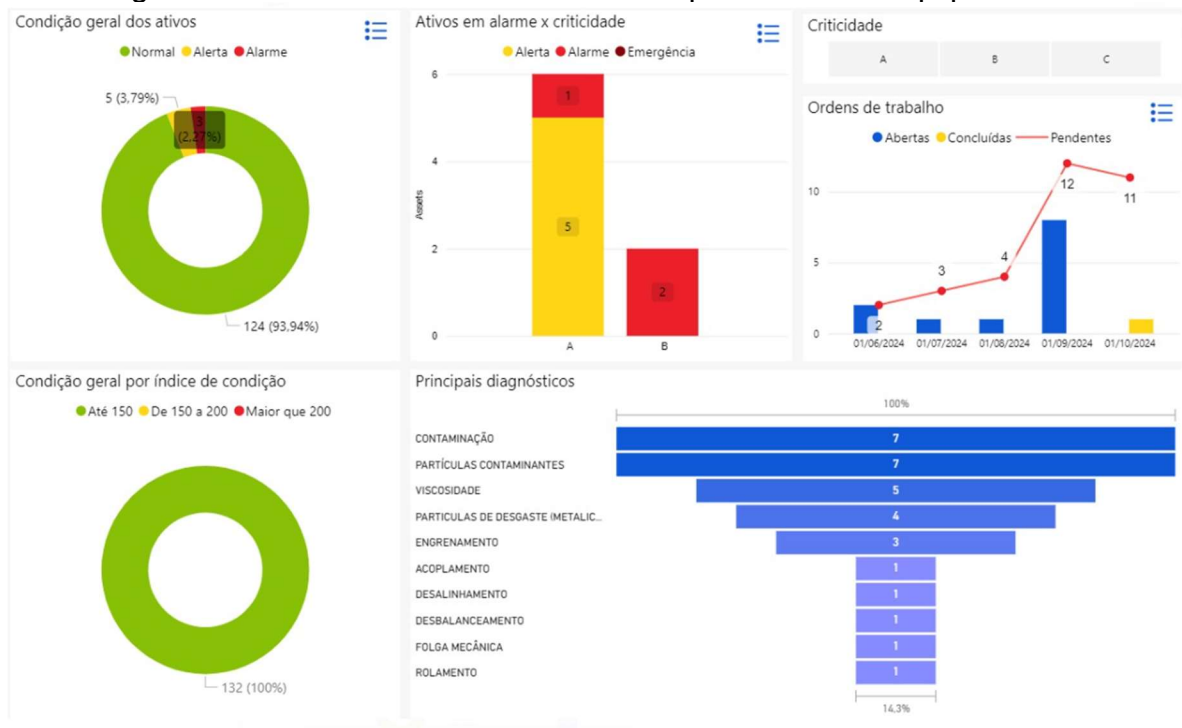 Condição geral dos ativos
Normal Alerta Alarme
5 (3,79%)
3
(2,27%)
124 (93,94%)
Ativos em alarme x criticidade
Alerta Alarme Emergência
Assets
6
4
2
0
1
5
2
A B
Criticidade
A B C
Ordens de trabalho
Abertas Concluídas Pendentes
10
5
0
2
3
4
12
11
01/06/2024 01/07/2024 01/08/2024 01/09/2024 01/10/2024
Condição geral por índice de condição
Até 150 De 150 a 200 Maior que 200
132 (100%)
Principais diagnósticos
100%
CONTAMINAÇÃO 7
PARTÍCULAS CONTAMINANTES 7
VISCOSIDADE 5
PARTICULAS DE DESGASTE (METALIC... 4
ENGRENAMENTO 3
ACOPLAMENTO 1
DESALINHAMENTO 1
DESBALANCEAMENTO 1
FOLGA MECÂNICA 1
ROLAMENTO 1
14,3%